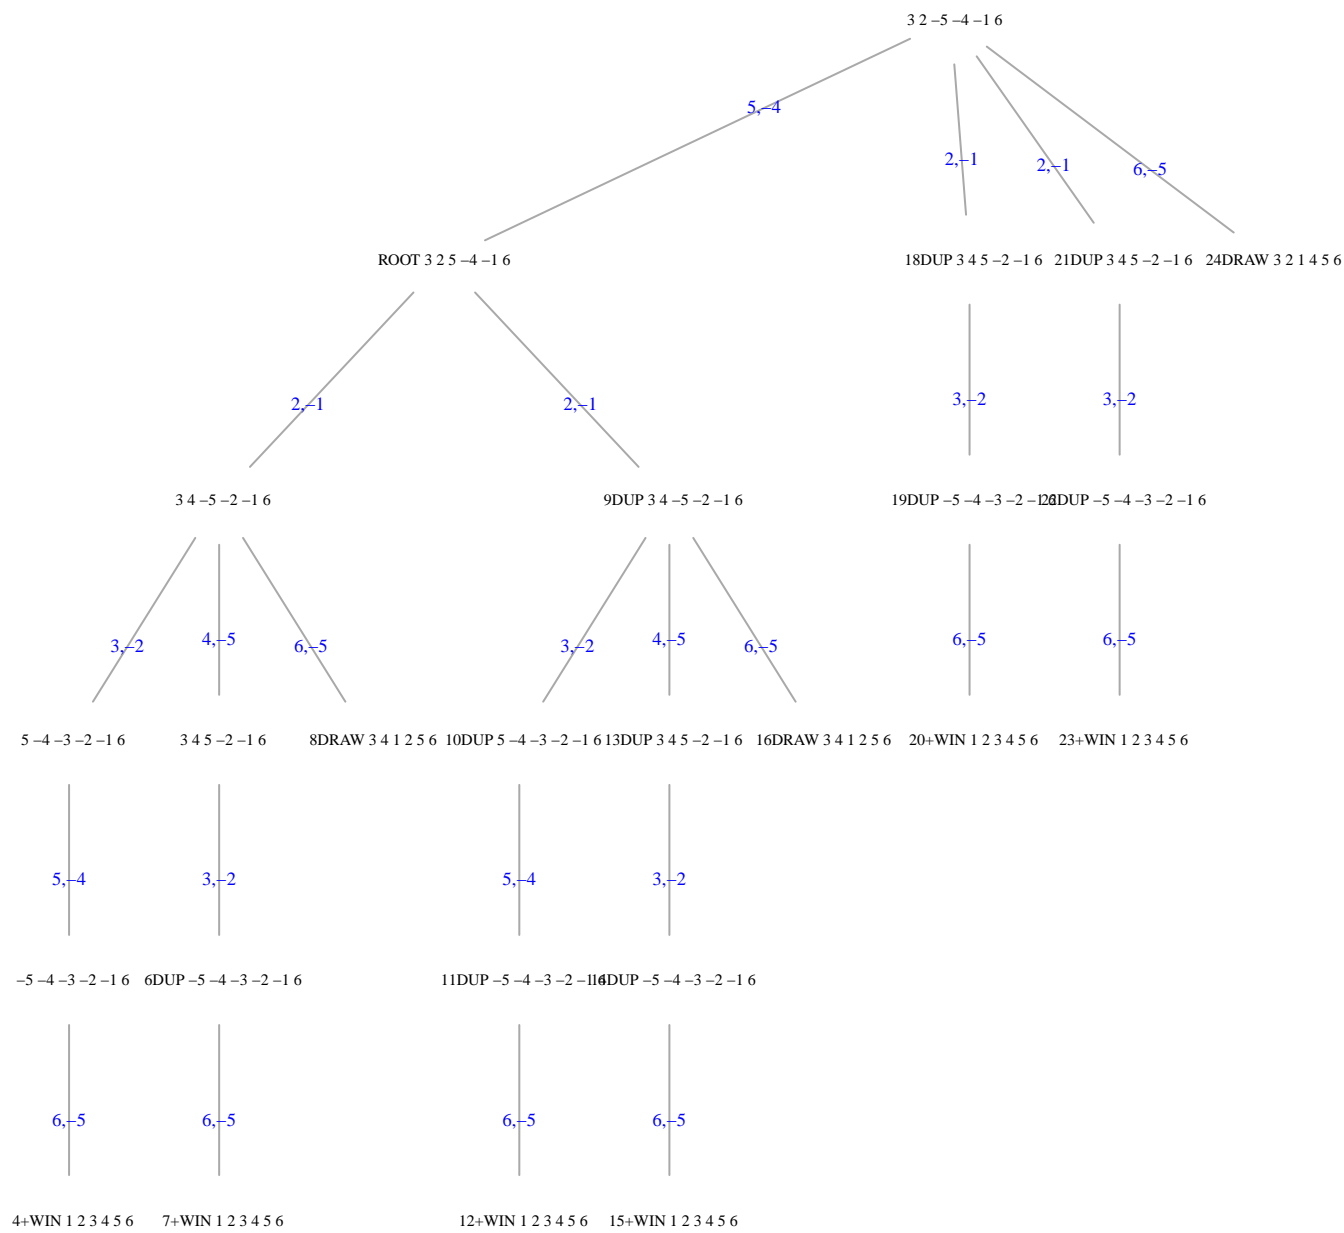 3 2 –5 –4 –1 6
5,–4
2,–1
2,–1
6,–5
ROOT 3 2 5 –4 –1 6
18DUP 3 4 5 –2 –1 6
21DUP 3 4 5 –2 –1 6
24DRAW 3 2 1 4 5 6
2,–1
2,–1
3,–2
3,–2
3 4 –5 –2 –1 6
9DUP 3 4 –5 –2 –1 6
19DUP –5 –4 –3 –2 –1 6
22DUP –5 –4 –3 –2 –1 6
3,–2
4,–5
6,–5
3,–2
4,–5
6,–5
6,–5
6,–5
5 –4 –3 –2 –1 6
3 4 5 –2 –1 6
8DRAW 3 4 1 2 5 6
10DUP 5 –4 –3 –2 –1 6
13DUP 3 4 5 –2 –1 6
16DRAW 3 4 1 2 5 6
20+WIN 1 2 3 4 5 6
23+WIN 1 2 3 4 5 6
5,–4
3,–2
5,–4
3,–2
–5 –4 –3 –2 –1 6
6DUP –5 –4 –3 –2 –1 6
11DUP –5 –4 –3 –2 –1 6
14DUP –5 –4 –3 –2 –1 6
6,–5
6,–5
6,–5
6,–5
4+WIN 1 2 3 4 5 6
7+WIN 1 2 3 4 5 6
12+WIN 1 2 3 4 5 6
15+WIN 1 2 3 4 5 6